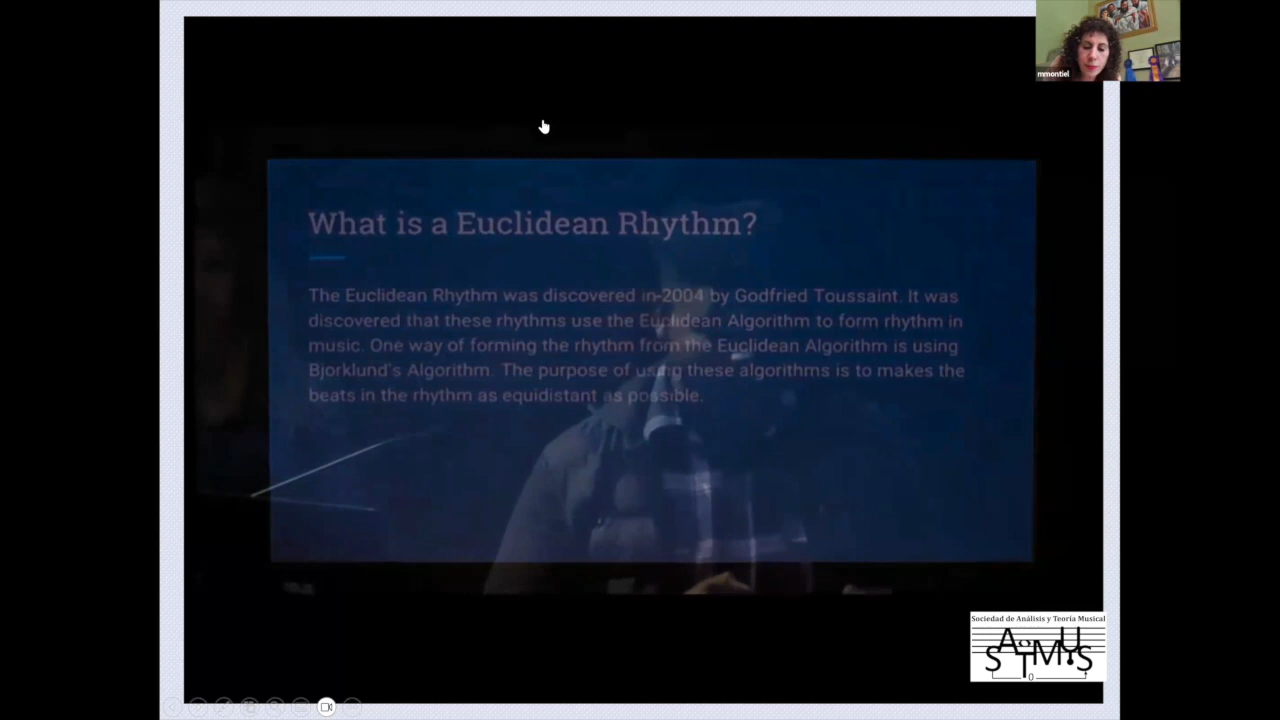 mmontiel
What is a Euclidean Rhythm?
The Euclidean Rhythm was discovered in 2004 by Godfried Toussaint. It was
discovered that these rhythms use the Euclidean Algorithm to form rhythm in
music. One way of forming the rhythm from the Euclidean Algorithm is using
Bjorklund's Algorithm. The purpose of using these algorithms is to makes the
beats in the rhythm as equidistant as possible.
Sociedad de Análisis y Teoría Musical
SATMUS
0